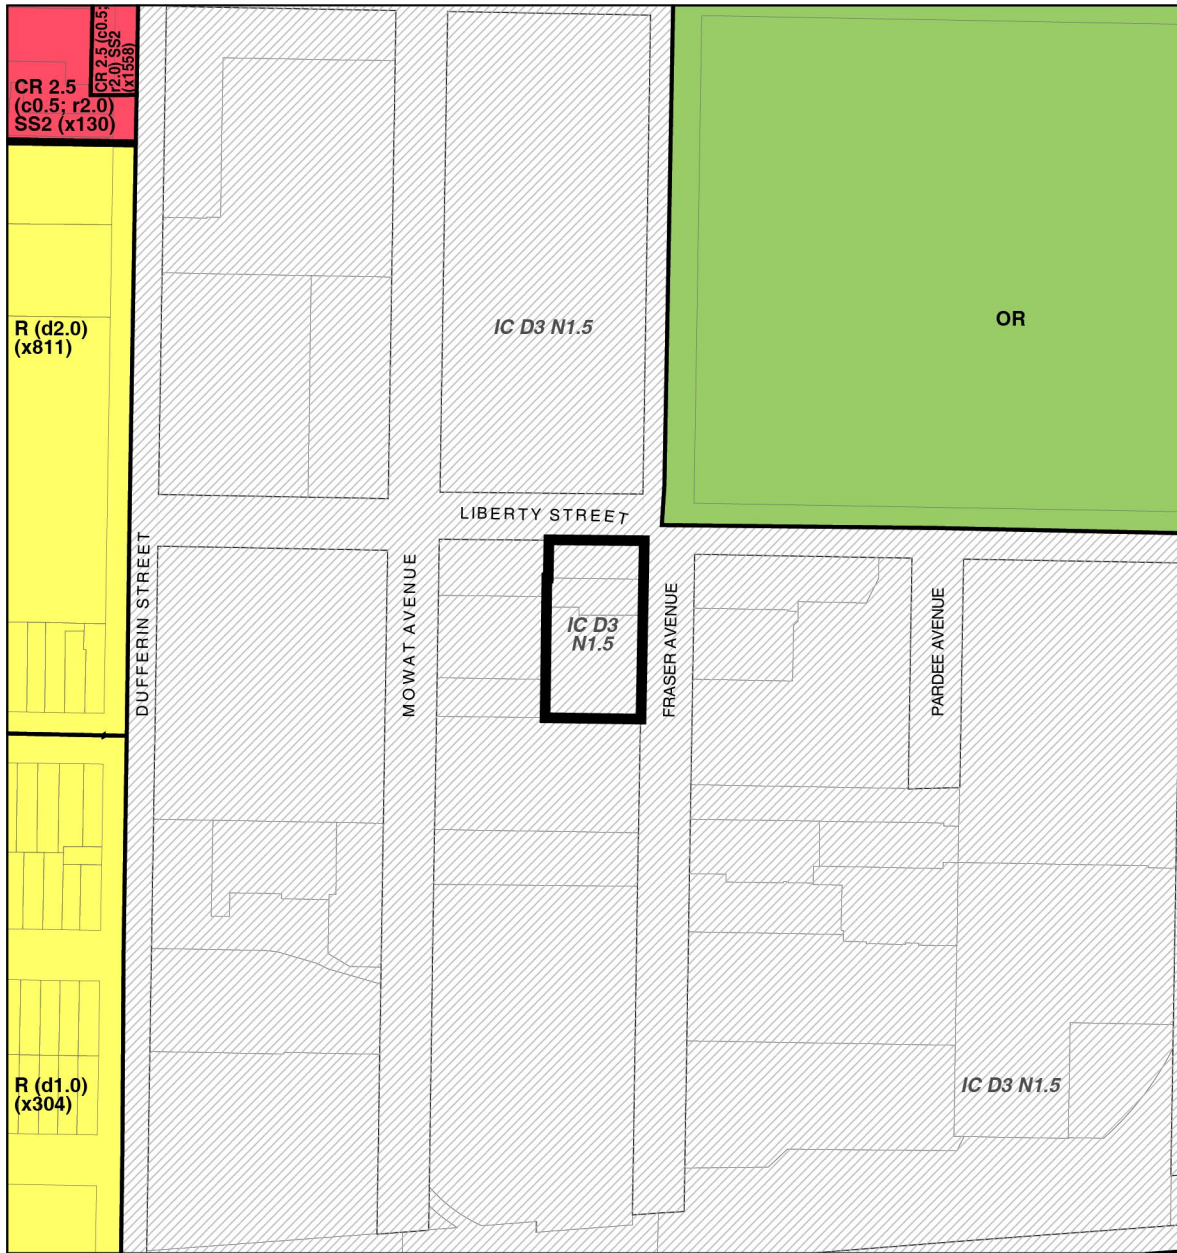 CR 2.5 (c0.5;
r2.0) SS2
(x1558)
CR 2.5
(c0.5; r2.0)
SS2 (x130)
R (d2.0)
(x811)
IC D3 N1.5
OR
LIBERTY STREET
DUFFERIN STREET
MOWAT AVENUE
IC D3
N1.5
FRASER AVENUE
PARDEE AVENUE
R (d1.0)
(x304)
IC D3 N1.5